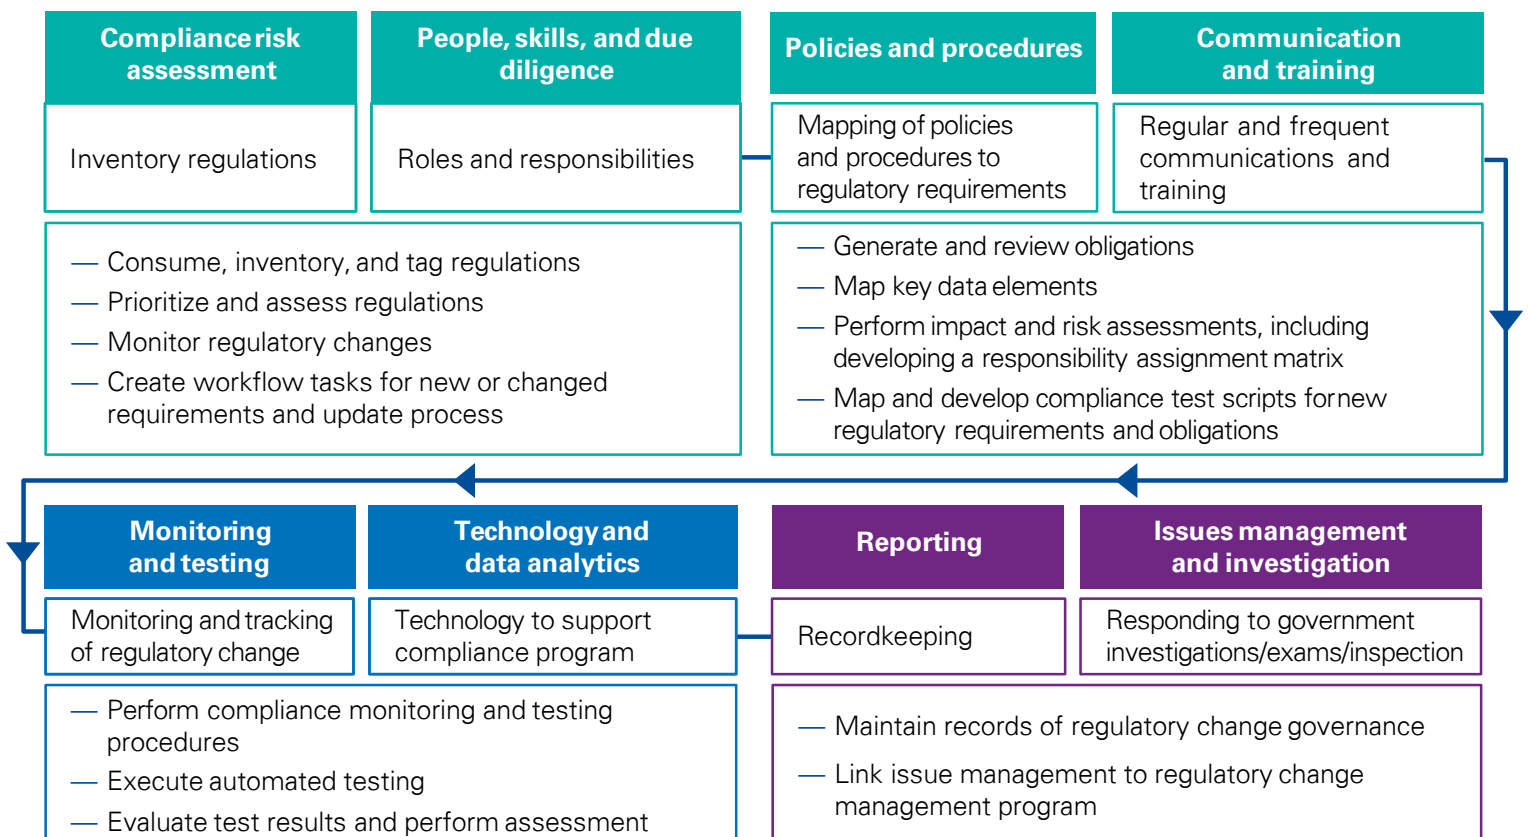 Compliance risk
assessment
People, skills, and due
diligence
Policies and procedures
Communication
and training
Inventory regulations
Roles and responsibilities
Mapping of policies
and procedures to
regulatory requirements
Regular and frequent
communications and
training
— Consume, inventory, and tag regulations
— Prioritize and assess regulations
— Monitor regulatory changes
— Create workflow tasks for new or changed
requirements and update process
— Generate and review obligations
— Map key data elements
— Perform impact and risk assessments, including
developing a responsibility assignment matrix
— Map and develop compliance test scripts for new
regulatory requirements and obligations
Monitoring
and testing
Technology and
data analytics
Reporting
Issues management
and investigation
Monitoring and tracking
of regulatory change
Technology to support
compliance program
Recordkeeping
Responding to government
investigations/exams/inspection
— Perform compliance monitoring and testing
procedures
— Execute automated testing
— Evaluate test results and perform assessment
— Maintain records of regulatory change governance
— Link issue management to regulatory change
management program